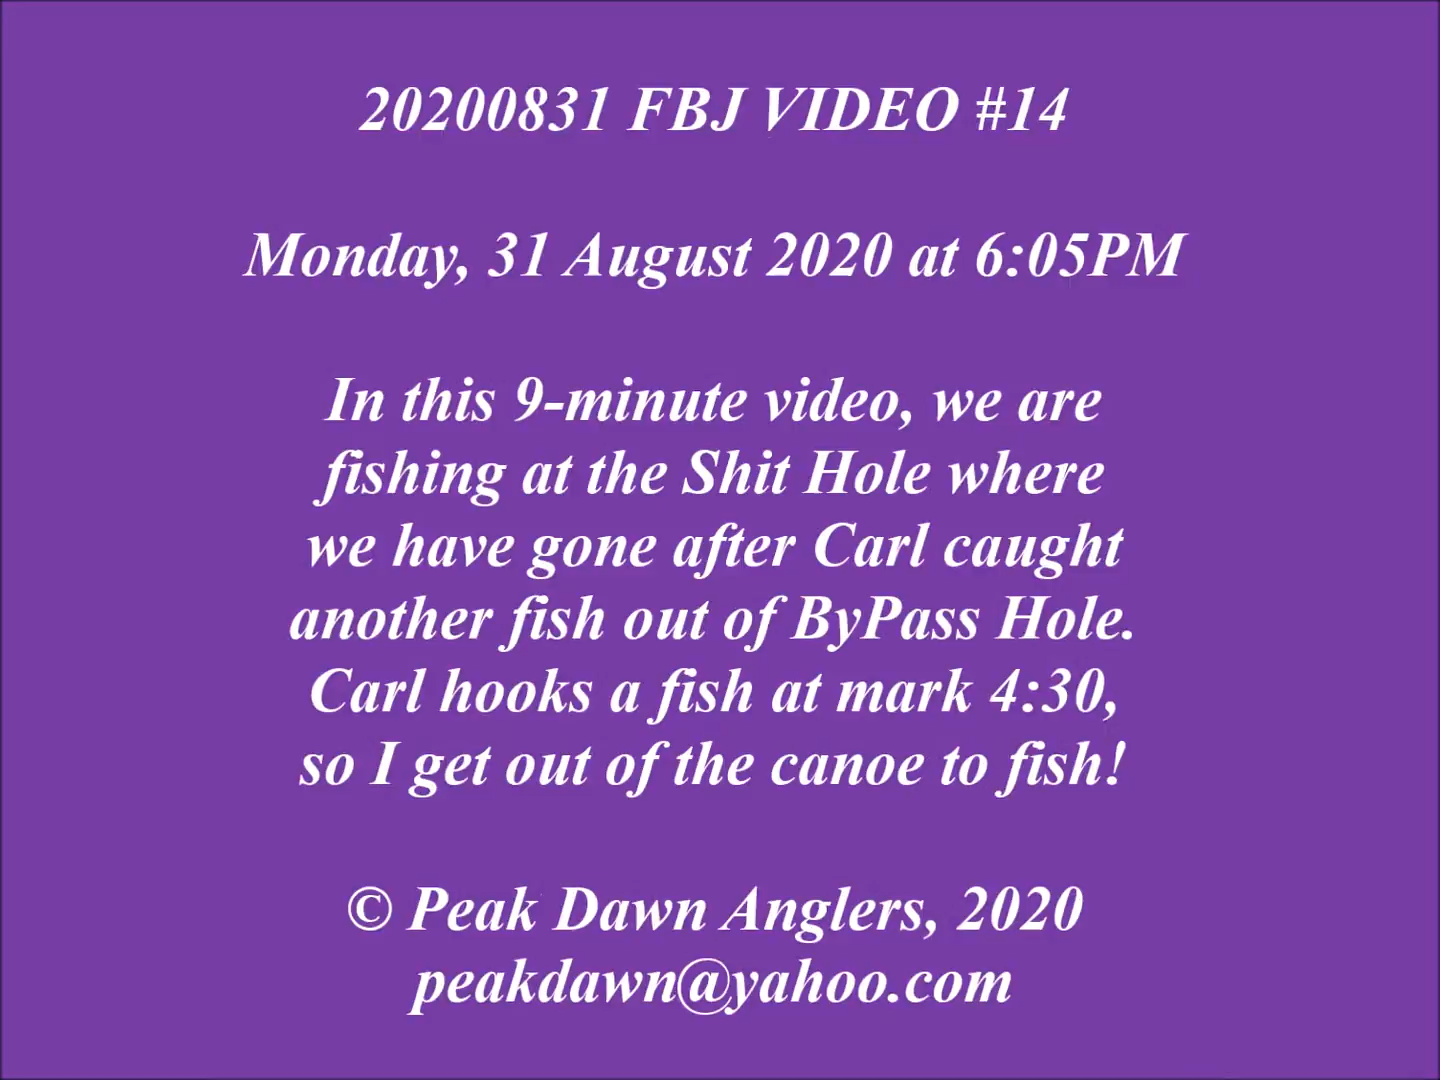 20200831 FBJ VIDEO #14
Monday, 31 August 2020 at 6:05PM
In this 9-minute video, we are
fishing at the Shit Hole where
we have gone after Carl caught
another fish out of ByPass Hole.
Carl hooks a fish at mark 4:30,
so I get out of the canoe to fish!
© Peak Dawn Anglers, 2020
peakdawn@yahoo.com